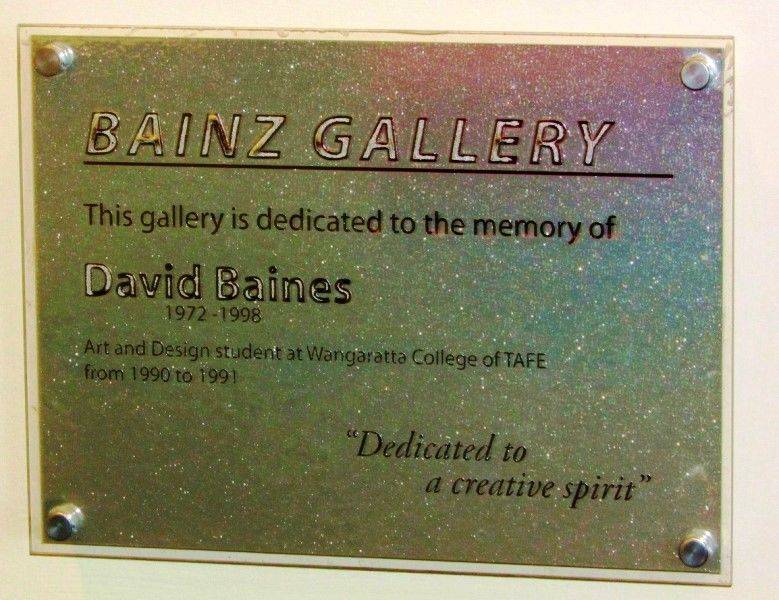 BAINZ GALLERY
This gallery is dedicated to the memory of
David Baines
1972 -1998
Art and Design student at Wangaratta College of TAFE
from 1990 to 1991
“Dedicated to
a creative spirit”